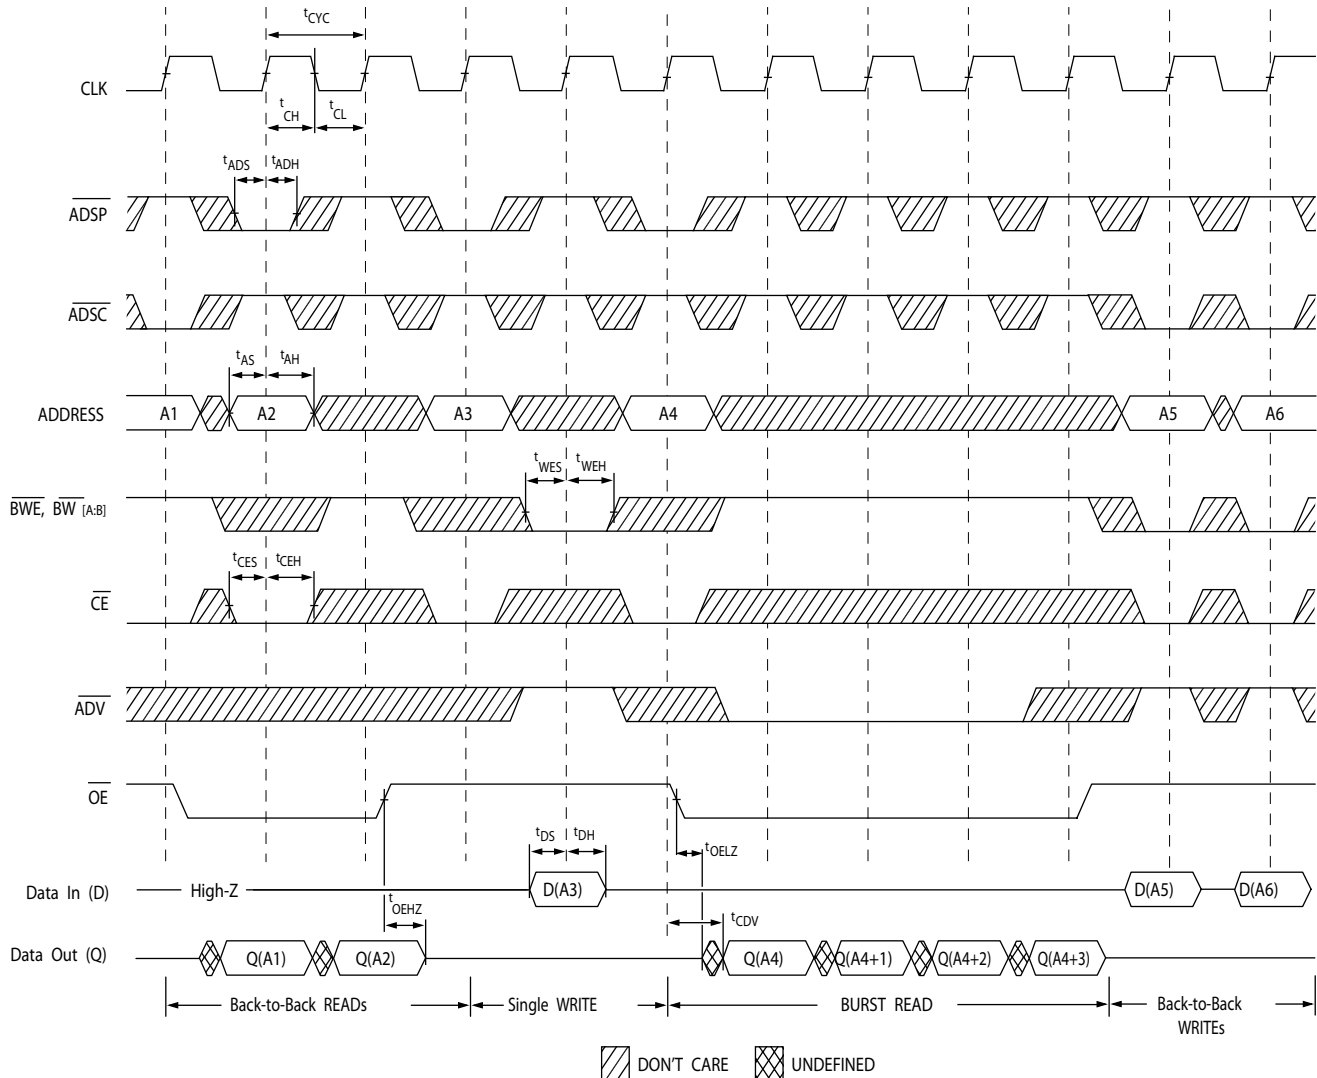 tCYC
CLK
tCH
tCL
tADS
tADH
ADSP
ADSC
tAS
tAH
ADDRESS
A1
A2
A3
A4
A5
A6
tWES
tWEH
BWE, BW [A:B]
tCES
tCEH
CE
ADV
OE
tDS
tDH
tOELZ
Data In (D)
High-Z
D(A3)
D(A5)
D(A6)
tOEHZ
tCDV
Data Out (Q)
Q(A1)
Q(A2)
Q(A4)
Q(A4+1)
Q(A4+2)
Q(A4+3)
Back-to-Back READs
Single WRITE
BURST READ
Back-to-Back
WRITEs
DON'T CARE
UNDEFINED